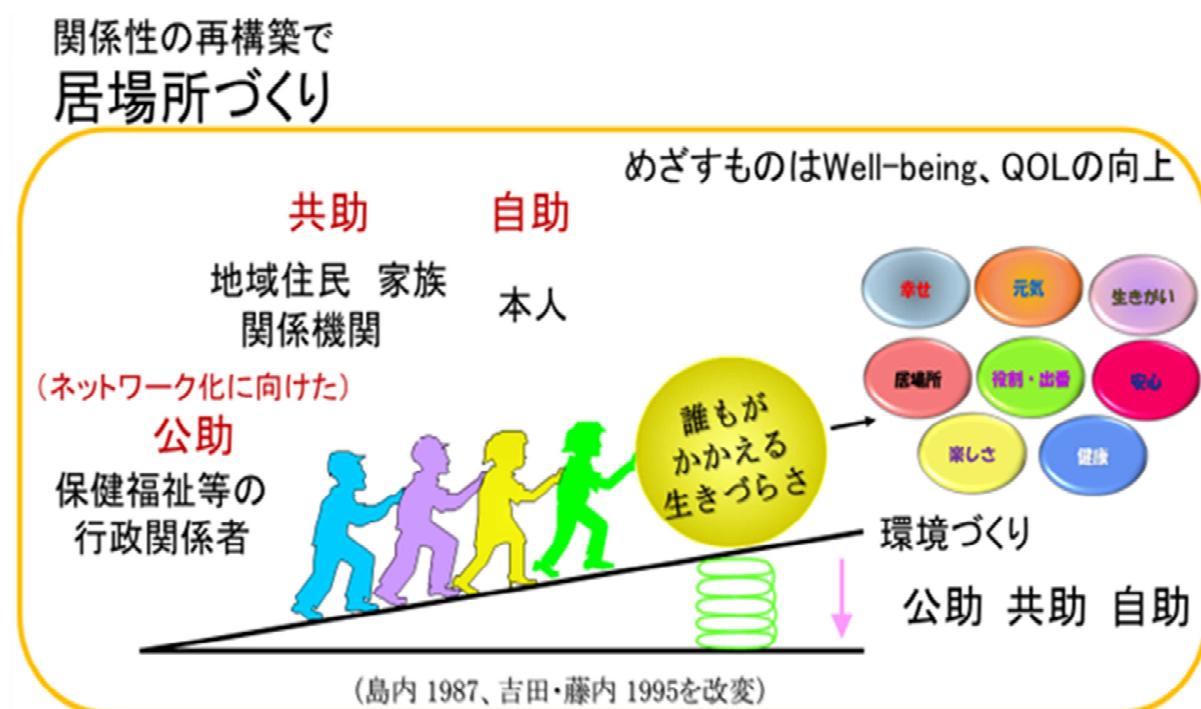 関係性の再構築で
居場所づくり
めざすものはWell-being、QOLの向上
共助
自助
地域住民 家族
関係機関
本人
(ネットワーク化に向けた)
公助
保健福祉等の
行政関係者
誰もが
かかえる
生きづらさ
幸せ
元気
生きがい
居場所
役割・出番
安心
楽しさ
健康
環境づくり
公助 共助 自助
(島内 1987、吉田・藤内 1995を改変)